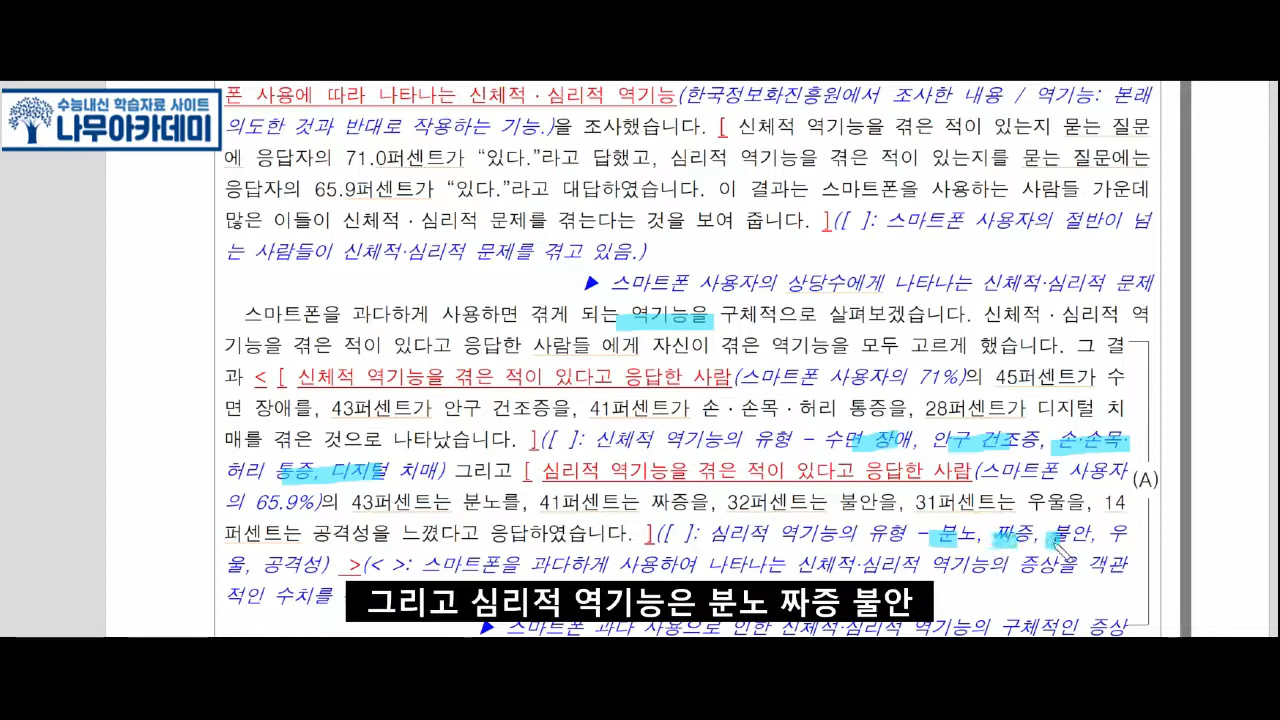 수능내신 학습자료 사이트
나무아카데미
폰 사용에 따라 나타나는 신체적·심리적 역기능(한국정보화진흥원에서 조사한 내용 / 역기능: 본래
의도한 것과 반대로 작용하는 기능.)을 조사했습니다. [ 신체적 역기능을 겪은 적이 있는지 묻는 질문
에 응답자의 71.0퍼센트가 “있다.”라고 답했고, 심리적 역기능을 겪은 적이 있는지를 묻는 질문에는
응답자의 65.9퍼센트가 “있다.”라고 대답하였습니다. 이 결과는 스마트폰을 사용하는 사람들 가운데
많은 이들이 신체적·심리적 문제를 겪는다는 것을 보여 줍니다. ]([ ]: 스마트폰 사용자의 절반이 넘
는 사람들이 신체적·심리적 문제를 겪고 있음.)
▶ 스마트폰 사용자의 상당수에게 나타나는 신체적·심리적 문제
스마트폰을 과다하게 사용하면 겪게 되는 역기능을 구체적으로 살펴보겠습니다. 신체적·심리적 역
기능을 겪은 적이 있다고 응답한 사람들 에게 자신이 겪은 역기능을 모두 고르게 했습니다. 그 결
과 < [ 신체적 역기능을 겪은 적이 있다고 응답한 사람(스마트폰 사용자의 71%)의 45퍼센트가 수
면 장애를, 43퍼센트가 안구 건조증을, 41퍼센트가 손·손목·허리 통증을, 28퍼센트가 디지털 치
매를 겪은 것으로 나타났습니다. ]([ ]: 신체적 역기능의 유형 - 수면 장애, 안구 건조증, 손·손목·
허리 통증, 디지털 치매) 그리고 [ 심리적 역기능을 겪은 적이 있다고 응답한 사람(스마트폰 사용자
(A)
의 65.9%)의 43퍼센트는 분노를, 41퍼센트는 짜증을, 32퍼센트는 불안을, 31퍼센트는 우울을, 14
퍼센트는 공격성을 느꼈다고 응답하였습니다. ]([ ]: 심리적 역기능의 유형 - 분노, 짜증, 불안, 우
울, 공격성) >(< >: 스마트폰을 과다하게 사용하여 나타나는 신체적·심리적 역기능의 증상을 객관
적인 수치를
그리고 심리적 역기능은 분노 짜증 불안
▶ 스마트폰 과다 사용으로 인한 신체적·심리적 역기능의 구체적인 증상